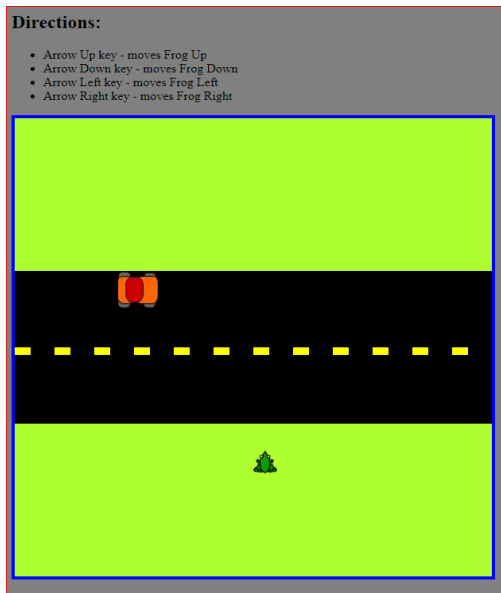 Directions:
Arrow Up key - moves Frog Up
Arrow Down key - moves Frog Down
Arrow Left key - moves Frog Left
Arrow Right key - moves Frog Right